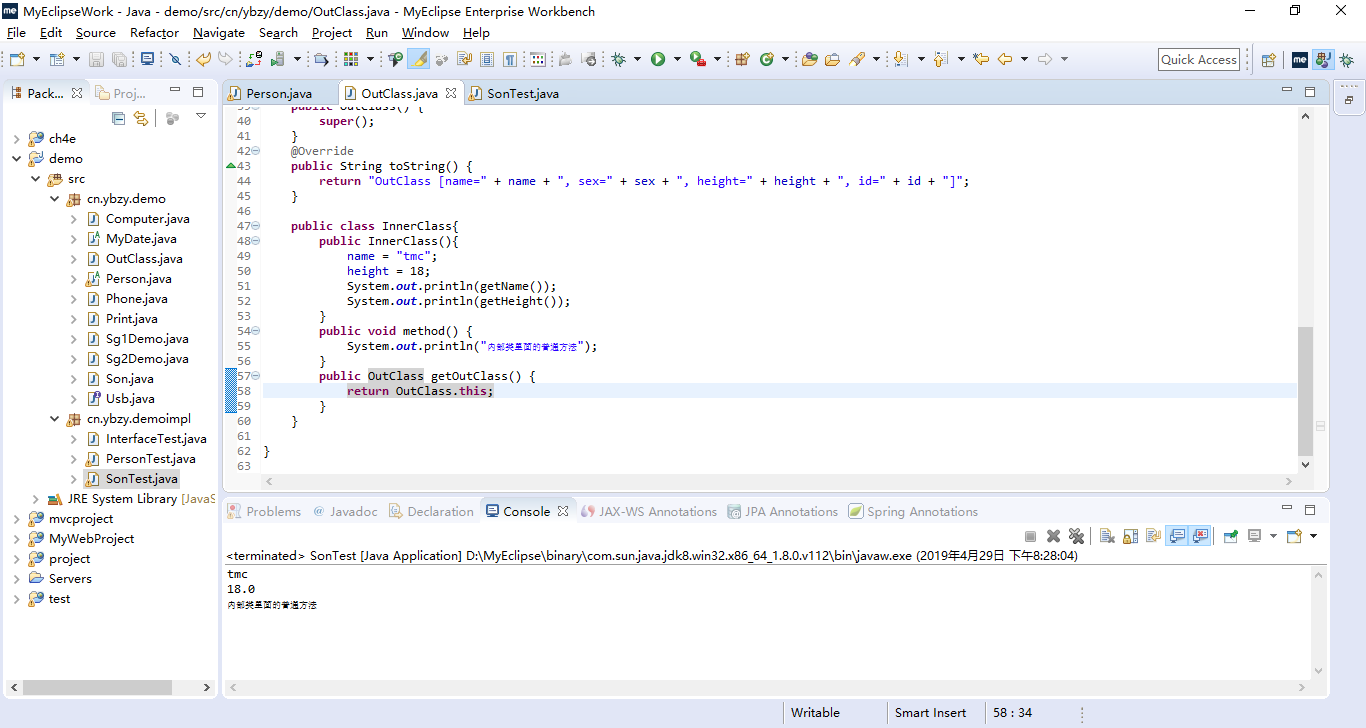 MyEclipseWork - Java - demo/src/cn/ybzy/demo/OutClass.java - MyEclipse Enterprise Workbench
File Edit Source Refactor Navigate Search Project Run Window Help
Quick Access
Pack... Proj...
ch4e
demo
src
cn.ybzy.demo
Computer.java
MyDate.java
OutClass.java
Person.java
Phone.java
Print.java
Sg1Demo.java
Sg2Demo.java
Son.java
Usb.java
cn.ybzy.demoimpl
InterfaceTest.java
PersonTest.java
SonTest.java
JRE System Library [JavaS
mvcproject
MyWebProject
project
Servers
test
Person.java OutClass.java SonTest.java
39 public OutClass() {
40 super();
41 }
42 @Override
43 public String toString() {
44 return "OutClass [name=" + name + ", sex=" + sex + ", height=" + height + ", id=" + id + "]";
45 }
46
47 public class InnerClass{
48 public InnerClass(){
49 name = "tmc";
50 height = 18;
51 System.out.println(getName());
52 System.out.println(getHeight());
53 }
54 public void method() {
55 System.out.println("内部类里面的普通方法");
56 }
57 public OutClass getOutClass() {
58 return OutClass.this;
59 }
60 }
61
62 }
63
Problems @ Javadoc Declaration Console JAX-WS Annotations JPA Annotations Spring Annotations
<terminated> SonTest [Java Application] D:\MyEclipse\binary\com.sun.java.jdk8.win32.x86_64_1.8.0.v112\bin\javaw.exe (2019年4月29日 下午8:28:04)
tmc
18.0
内部类里面的普通方法
Writable Smart Insert 58 : 34